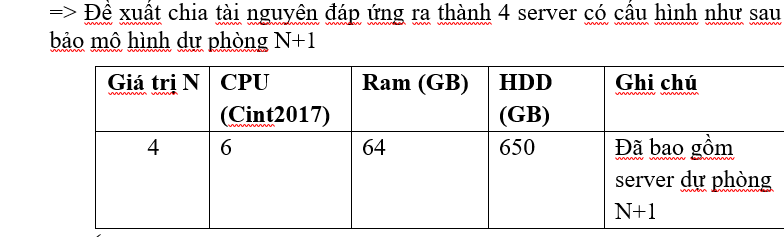 => Đề xuất chia tài nguyên đáp ứng ra thành 4 server có cấu hình như sau
bảo mô hình dự phòng N+1
Giá trị N CPU (Cint2017) Ram (GB) HDD (GB) Ghi chú
4 6 64 650 Đã bao gồm
server dự phòng
N+1